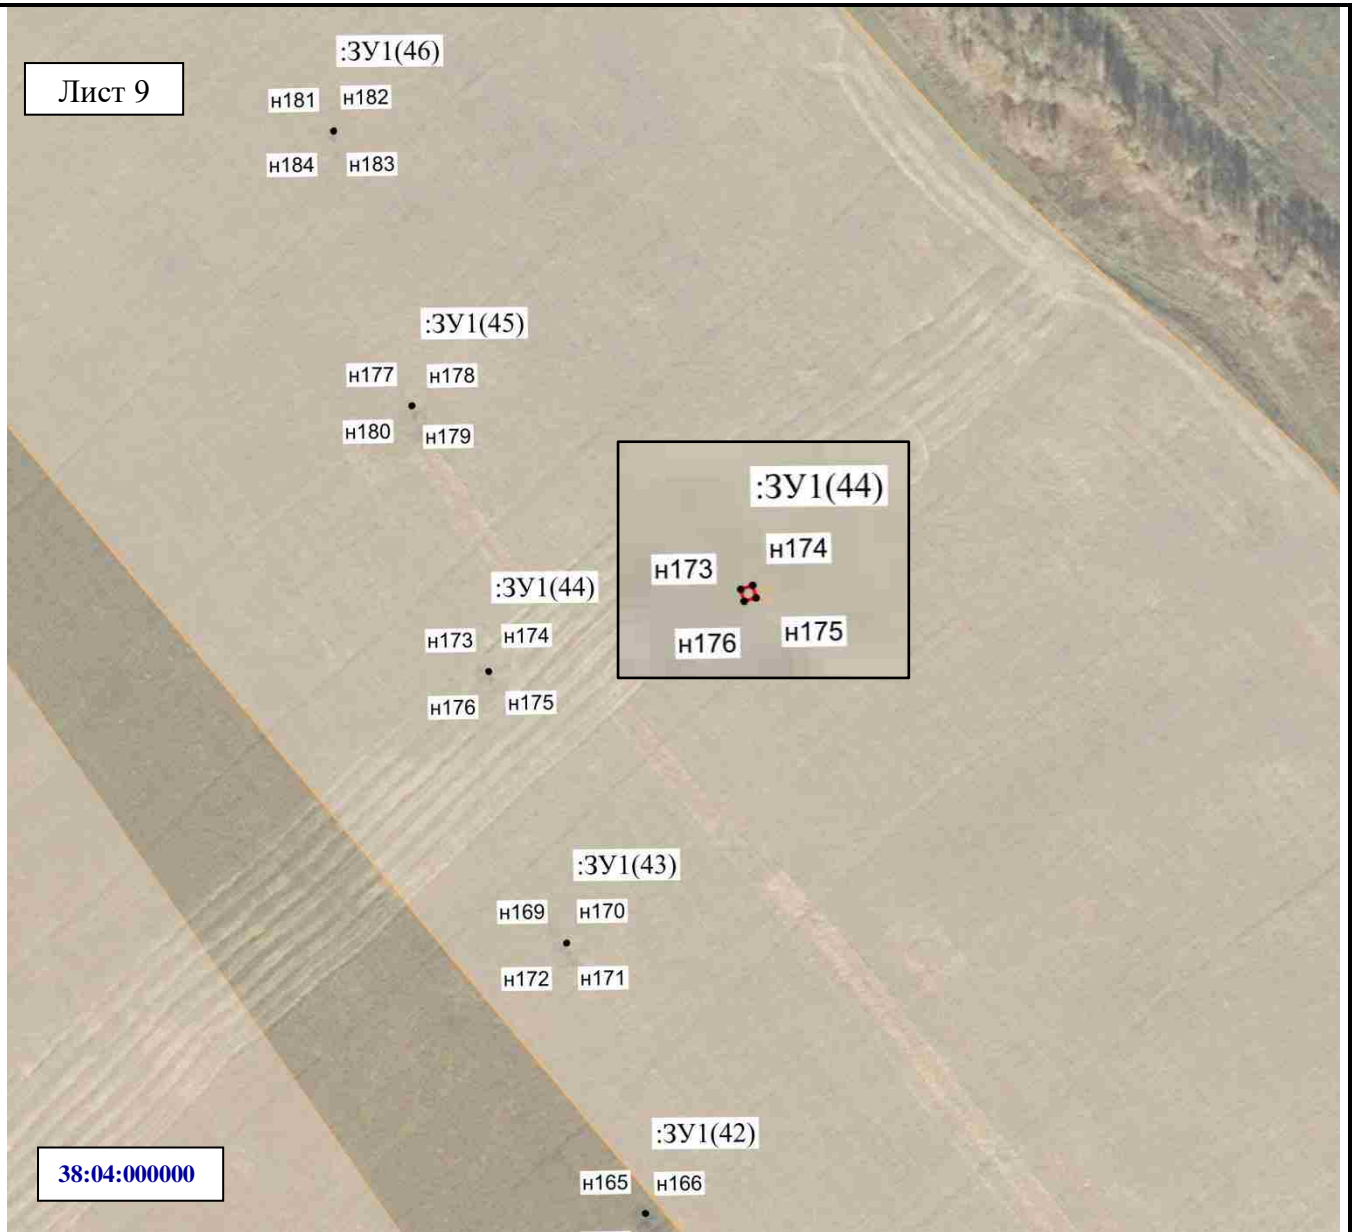 :ЗУ1(46)
Лист 9
н181 н182
н184 н183
:ЗУ1(45)
н177 н178
н180 н179
:ЗУ1(44)
н174
н173
н175
н176
:ЗУ1(44)
н173 н174
н176 н175
:ЗУ1(43)
н169 н170
н172 н171
:ЗУ1(42)
38:04:000000
н165 н166